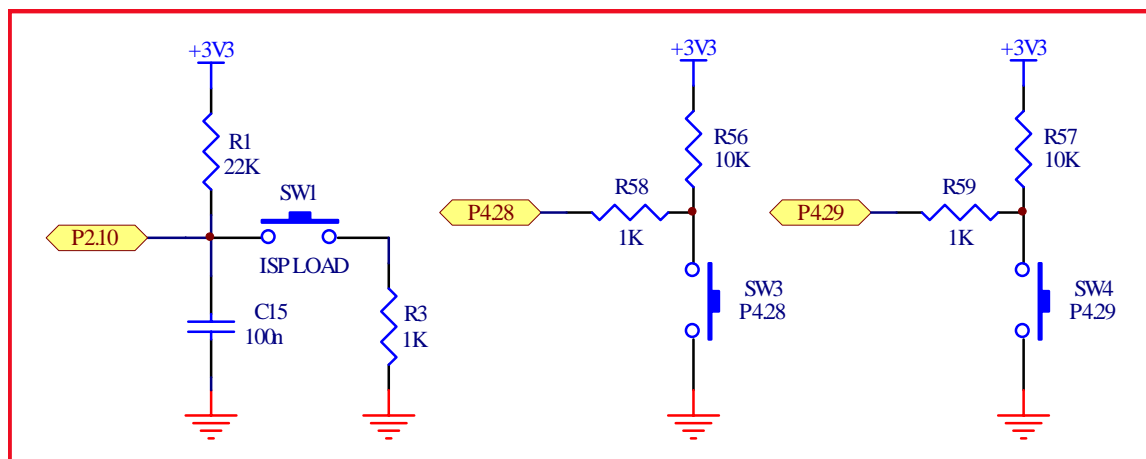 +3V3
R1
22K
SW1
P2.10
ISP LOAD
C15
100n
R3
1K
+3V3
R56
10K
R58
P4.28
1K
SW3
P4.28
+3V3
R57
10K
R59
P4.29
1K
SW4
P4.29